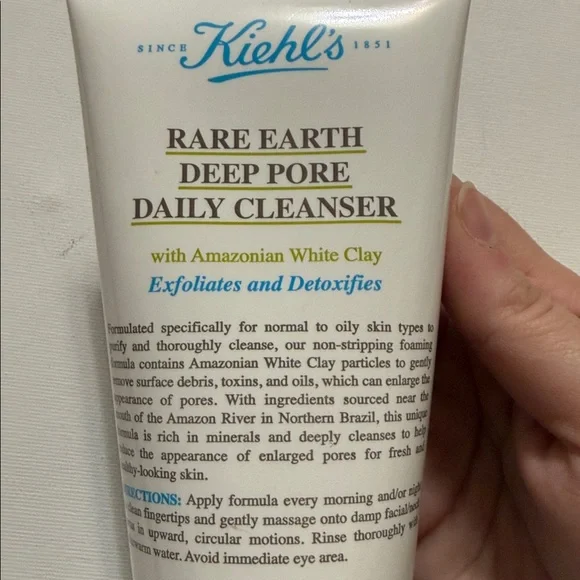 SINCE Kiehl's 1851
RARE EARTH
DEEP PORE
DAILY CLEANSER
with Amazonian White Clay
Exfoliates and Detoxifies
Formulated specifically for normal to oily skin types to
purify and thoroughly cleanse, our non-stripping foaming
formula contains Amazonian White Clay particles to gently
remove surface debris, toxins, and oils, which can enlarge the
appearance of pores. With ingredients sourced near the
mouth of the Amazon River in Northern Brazil, this unique
formula is rich in minerals and deeply cleanses to help
reduce the appearance of enlarged pores for fresh and
healthy-looking skin.
DIRECTIONS: Apply formula every morning and/or night
clean fingertips and gently massage onto damp facial/neck
in upward, circular motions. Rinse thoroughly with
water. Avoid immediate eye area.